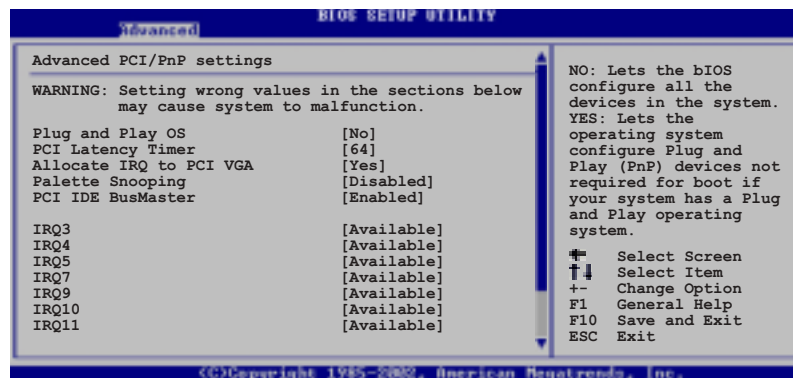 BIOS SETUP UTILITY
Advanced
Advanced PCI/PnP settings
WARNING: Setting wrong values in the sections below
may cause system to malfunction.
Plug and Play OS [No]
PCI Latency Timer [64]
Allocate IRQ to PCI VGA [Yes]
Palette Snooping [Disabled]
PCI IDE BusMaster [Enabled]
IRQ3 [Available]
IRQ4 [Available]
IRQ5 [Available]
IRQ7 [Available]
IRQ9 [Available]
IRQ10 [Available]
IRQ11 [Available]
NO: Lets the bIOS
configure all the
devices in the system.
YES: Lets the
operating system
configure Plug and
Play (PnP) devices not
required for boot if
your system has a Plug
and Play operating
system.
Select Screen
Select Item
+- Change Option
F1 General Help
F10 Save and Exit
ESC Exit
(C)Copyright 1985-2002, American Megatrends, Inc.